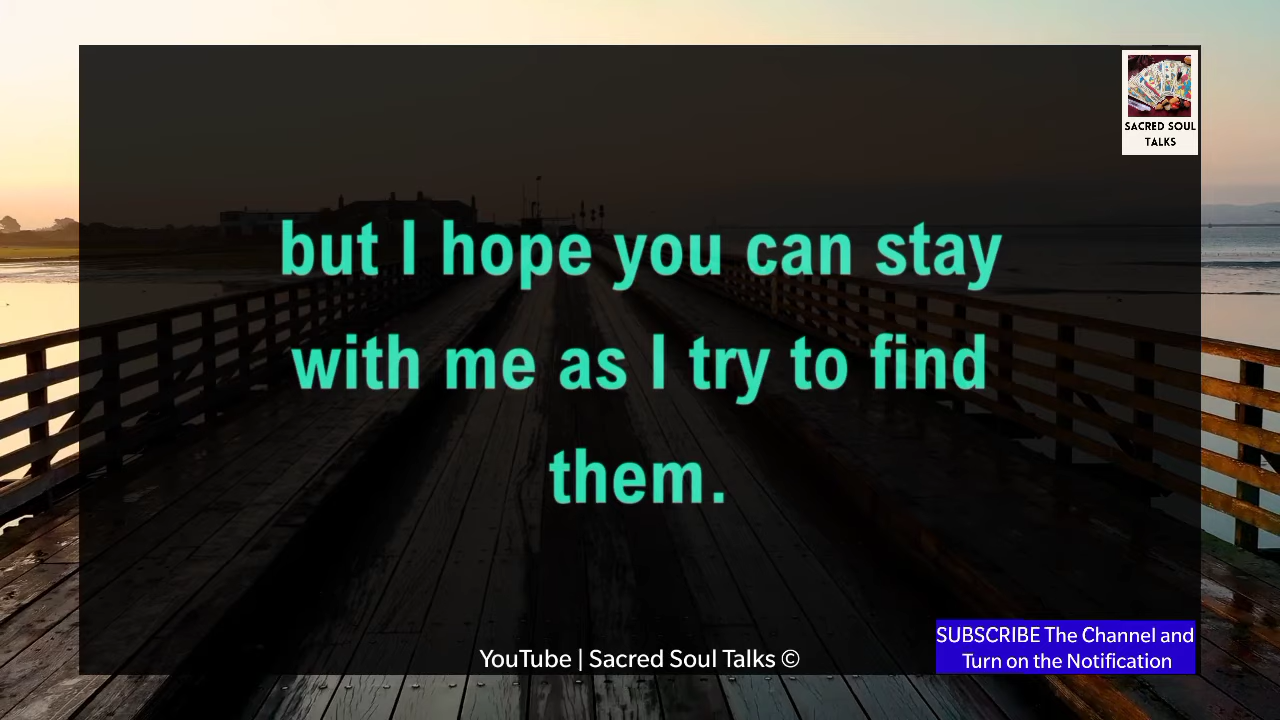 SACRED SOUL
TALKS
but I hope you can stay
with me as I try to find
them.
YouTube | Sacred Soul Talks ©
SUBSCRIBE The Channel and
Turn on the Notification